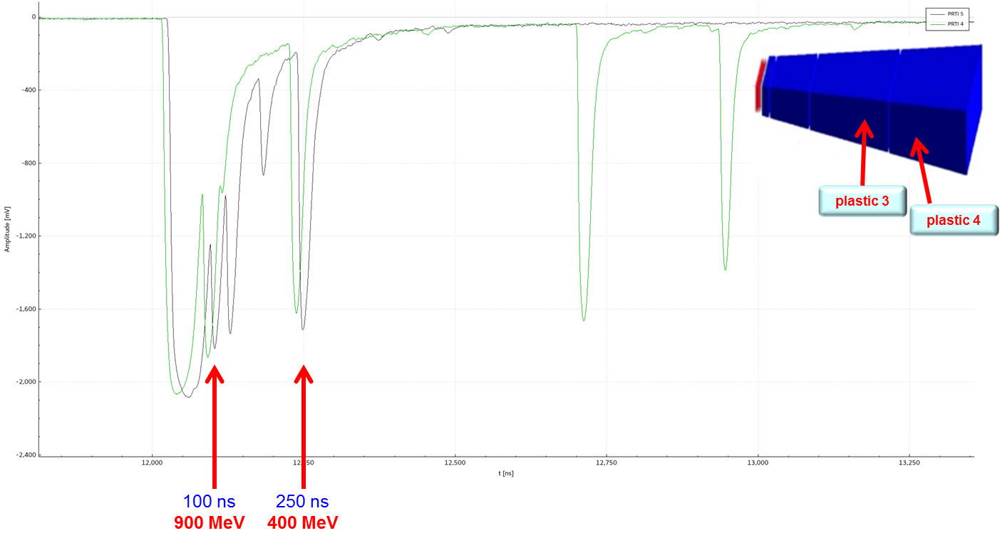 0
-400
-800
-1,200
-1,600
-2,000
-2,400
Amplitude [mV]
PRTI 5
PRTI 4
plastic 3
plastic 4
12,000
12,500
12,750
13,000
13,250
t [ns]
100 ns
250 ns
900 MeV
400 MeV